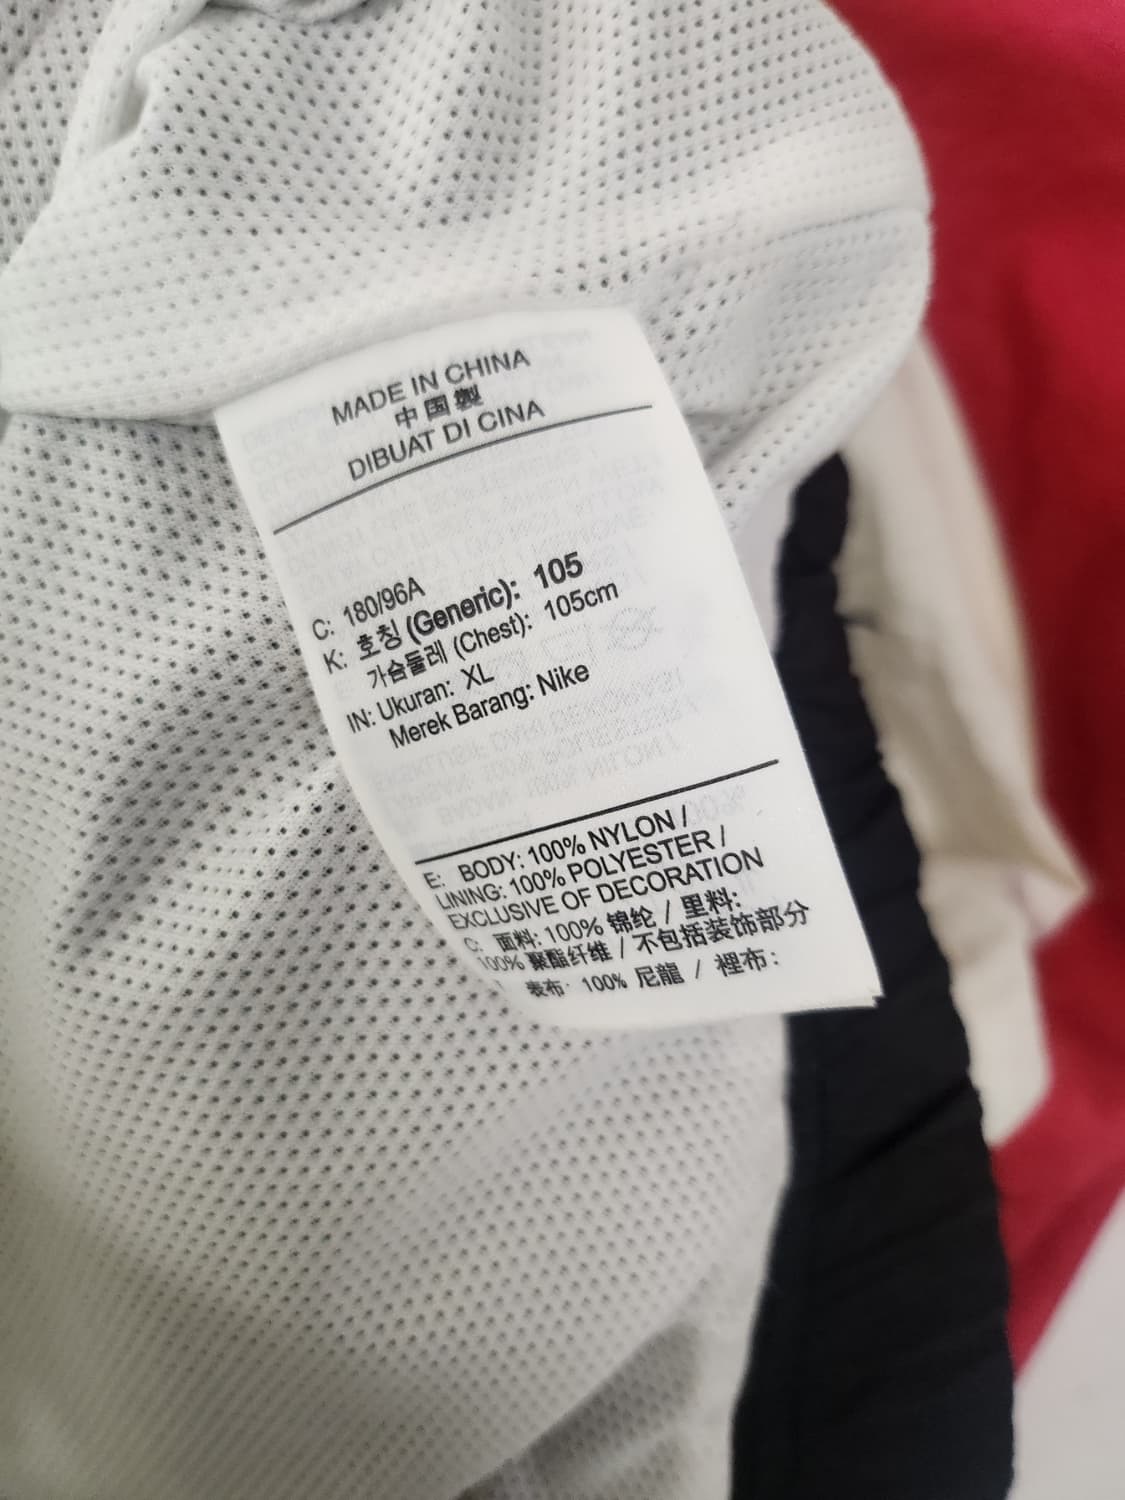 MADE IN CHINA
中国製
DIBUAT DI CINA
C: 180/96A
K: 호칭 (Generic): 105
가슴둘레 (Chest): 105cm
IN: Ukuran: XL
Merek Barang: Nike
E: BODY: 100% NYLON /
LINING: 100% POLYESTER /
EXCLUSIVE OF DECORATION
C: 面料: 100% 锦纶 / 里料:
100% 聚酯纤维 / 不包括装饰部分
表布: 100% 尼龍 / 裡布: